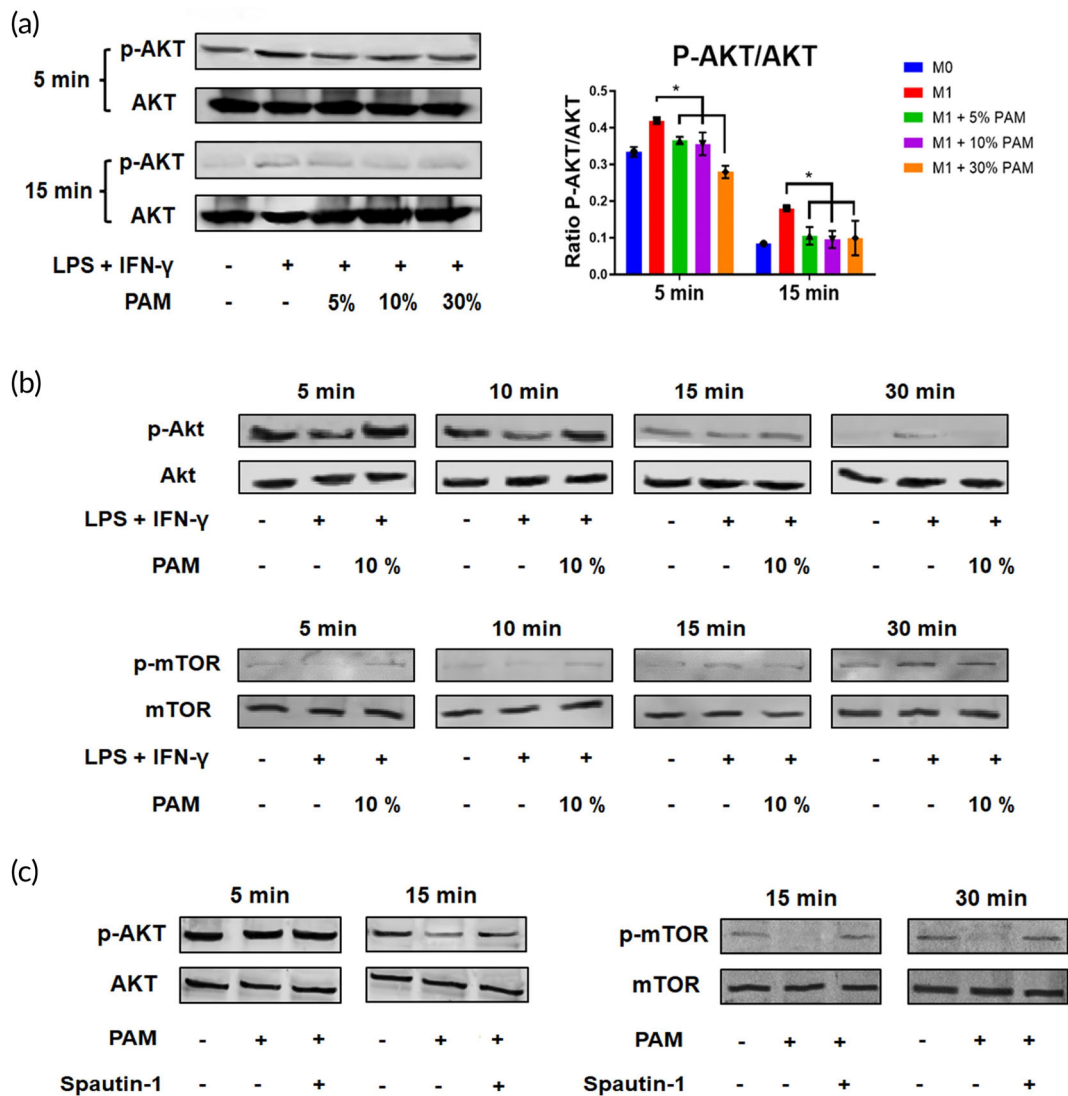 (a)
p-AKT
5 min
AKT
p-AKT
15 min
AKT
LPS + IFN-γ - + + + +
PAM - - 5% 10% 30%
P-AKT/AKT
Ratio P-AKT/AKT
0.5
0.4
0.3
0.2
0.1
0.0
* *
5 min 15 min
M0
M1
M1 + 5% PAM
M1 + 10% PAM
M1 + 30% PAM
(b)
5 min 10 min 15 min 30 min
p-Akt
Akt
LPS + IFN-γ - + + - + + - + + - + +
PAM - - 10 % - - 10 % - - 10 % - - 10 %
5 min 10 min 15 min 30 min
p-mTOR
mTOR
LPS + IFN-γ - + + - + + - + + - + +
PAM - - 10 % - - 10 % - - 10 % - - 10 %
(c)
5 min 15 min
p-AKT
AKT
PAM - + + - + +
Spautin-1 - - + - - +
15 min 30 min
p-mTOR
mTOR
PAM - + + - + +
Spautin-1 - - + - - +